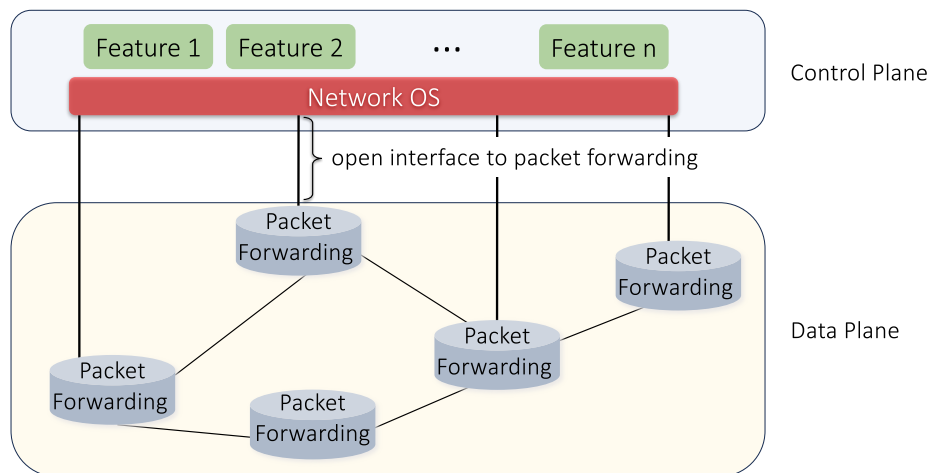 Feature 1
Feature 2
...
Feature n
Network OS
Control Plane
open interface to packet forwarding
Packet
Forwarding
Packet
Forwarding
Packet
Forwarding
Packet
Forwarding
Packet
Forwarding
Data Plane